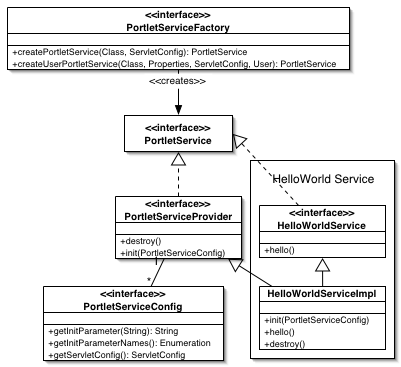 <<interface>>
PortletServiceFactory
+createPortletService(Class, ServletConfig): PortletService
+createUserPortletService(Class, Properties, ServletConfig, User): PortletService
<<creates>>
<<interface>>
PortletService
HelloWorld Service
<<interface>>
PortletServiceProvider
+destroy()
+init(PortletServiceConfig)
<<interface>>
HelloWorldService
+hello()
1
*
<<interface>>
PortletServiceConfig
+getInitParameter(String): String
+getInitParameterNames(): Enumeration
+getServletConfig(): ServletConfig
HelloWorldServiceImpl
+init(PortletServiceConfig)
+hello()
+destroy()